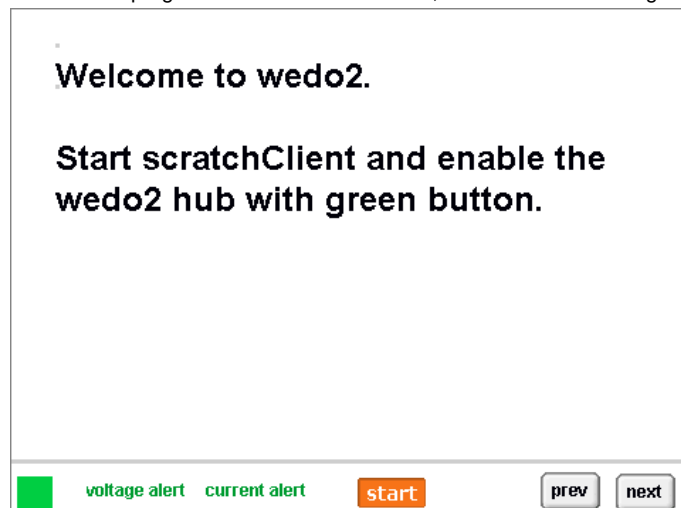 Welcome to wedo2.
Start scratchClient and enable the
wedo2 hub with green button.
voltage alert current alert start prev next